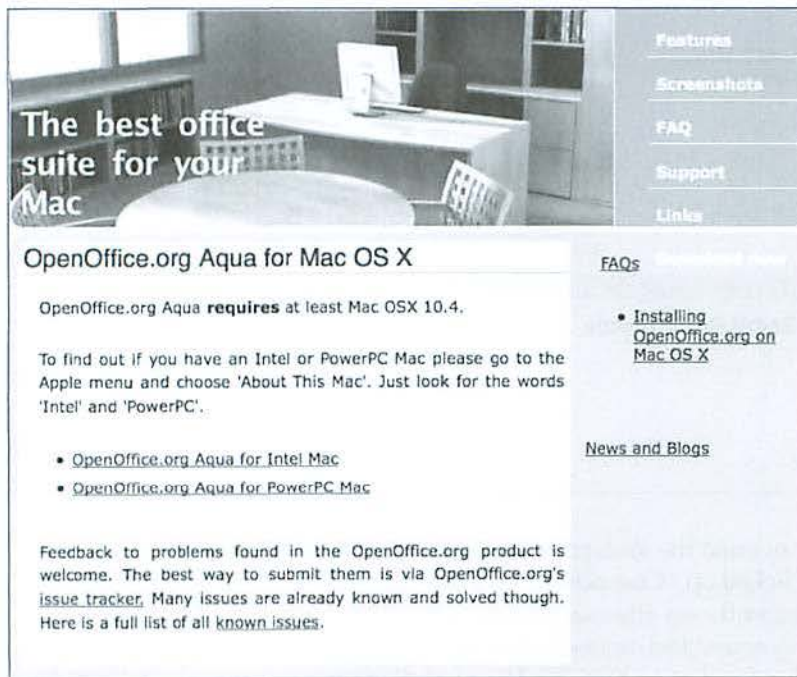 The best office
suite for your
Mac
Features
Screenshots
FAQ
Support
Links
OpenOffice.org Aqua for Mac OS X
OpenOffice.org Aqua requires at least Mac OSX 10.4.
To find out if you have an Intel or PowerPC Mac please go to the
Apple menu and choose 'About This Mac'. Just look for the words
'Intel' and 'PowerPC'.
• OpenOffice.org Aqua for Intel Mac
• OpenOffice.org Aqua for PowerPC Mac
Feedback to problems found in the OpenOffice.org product is
welcome. The best way to submit them is via OpenOffice.org's
issue tracker. Many issues are already known and solved though.
Here is a full list of all known issues.
FAQs
• Installing
OpenOffice.org on
Mac OS X
News and Blogs